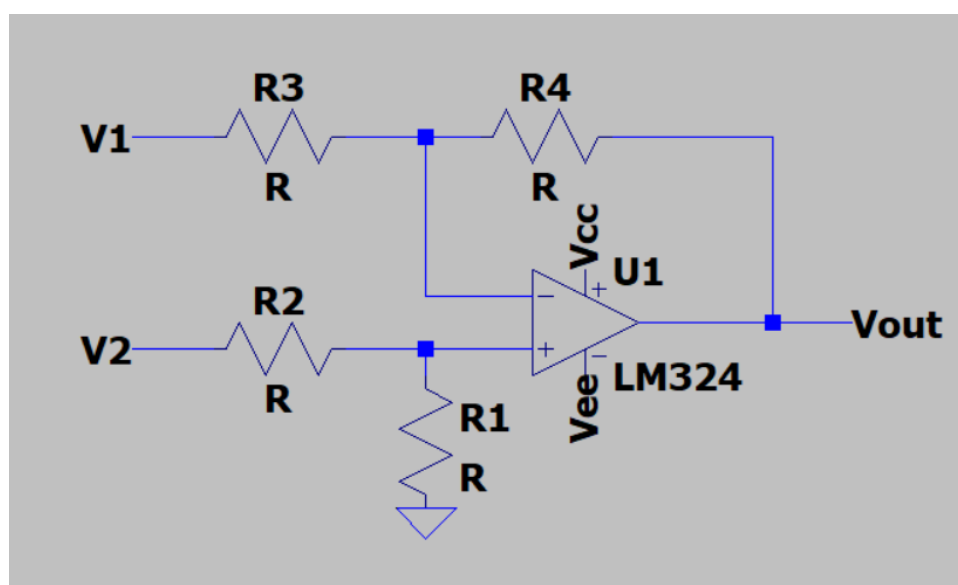 R3
R4
V1
R
R
Vcc
U1
+
R2
−
V2
+
Vout
−
LM324
R
Vee
R1
R